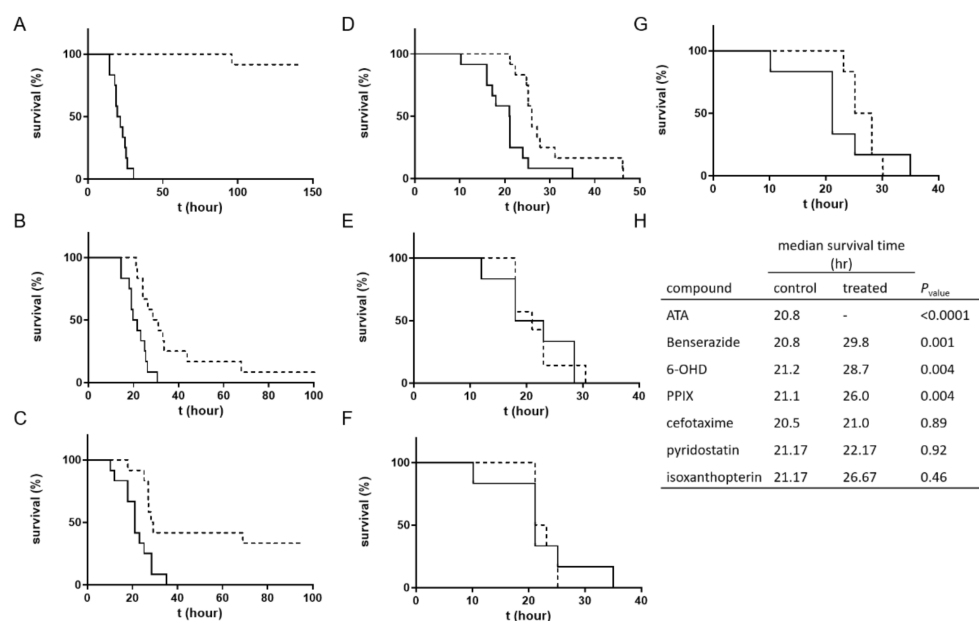 A
survival (%)
100
50
0
0 50 100 150
t (hour)
B
survival (%)
100
50
0
0 20 40 60 80 100
t (hour)
C
survival (%)
100
50
0
0 20 40 60 80 100
t (hour)
D
survival (%)
100
50
0
0 10 20 30 40 50
t (hour)
E
survival (%)
100
50
0
0 10 20 30 40
t (hour)
F
survival (%)
100
50
0
0 10 20 30 40
t (hour)
G
survival (%)
100
50
0
0 10 20 30 40
t (hour)
H
median survival time
(hr)
compound control treated Pvalue
ATA 20.8 - <0.0001
Benserazide 20.8 29.8 0.001
6-OHD 21.2 28.7 0.004
PPIX 21.1 26.0 0.004
cefotaxime 20.5 21.0 0.89
pyridostatin 21.17 22.17 0.92
isoxanthopterin 21.17 26.67 0.46